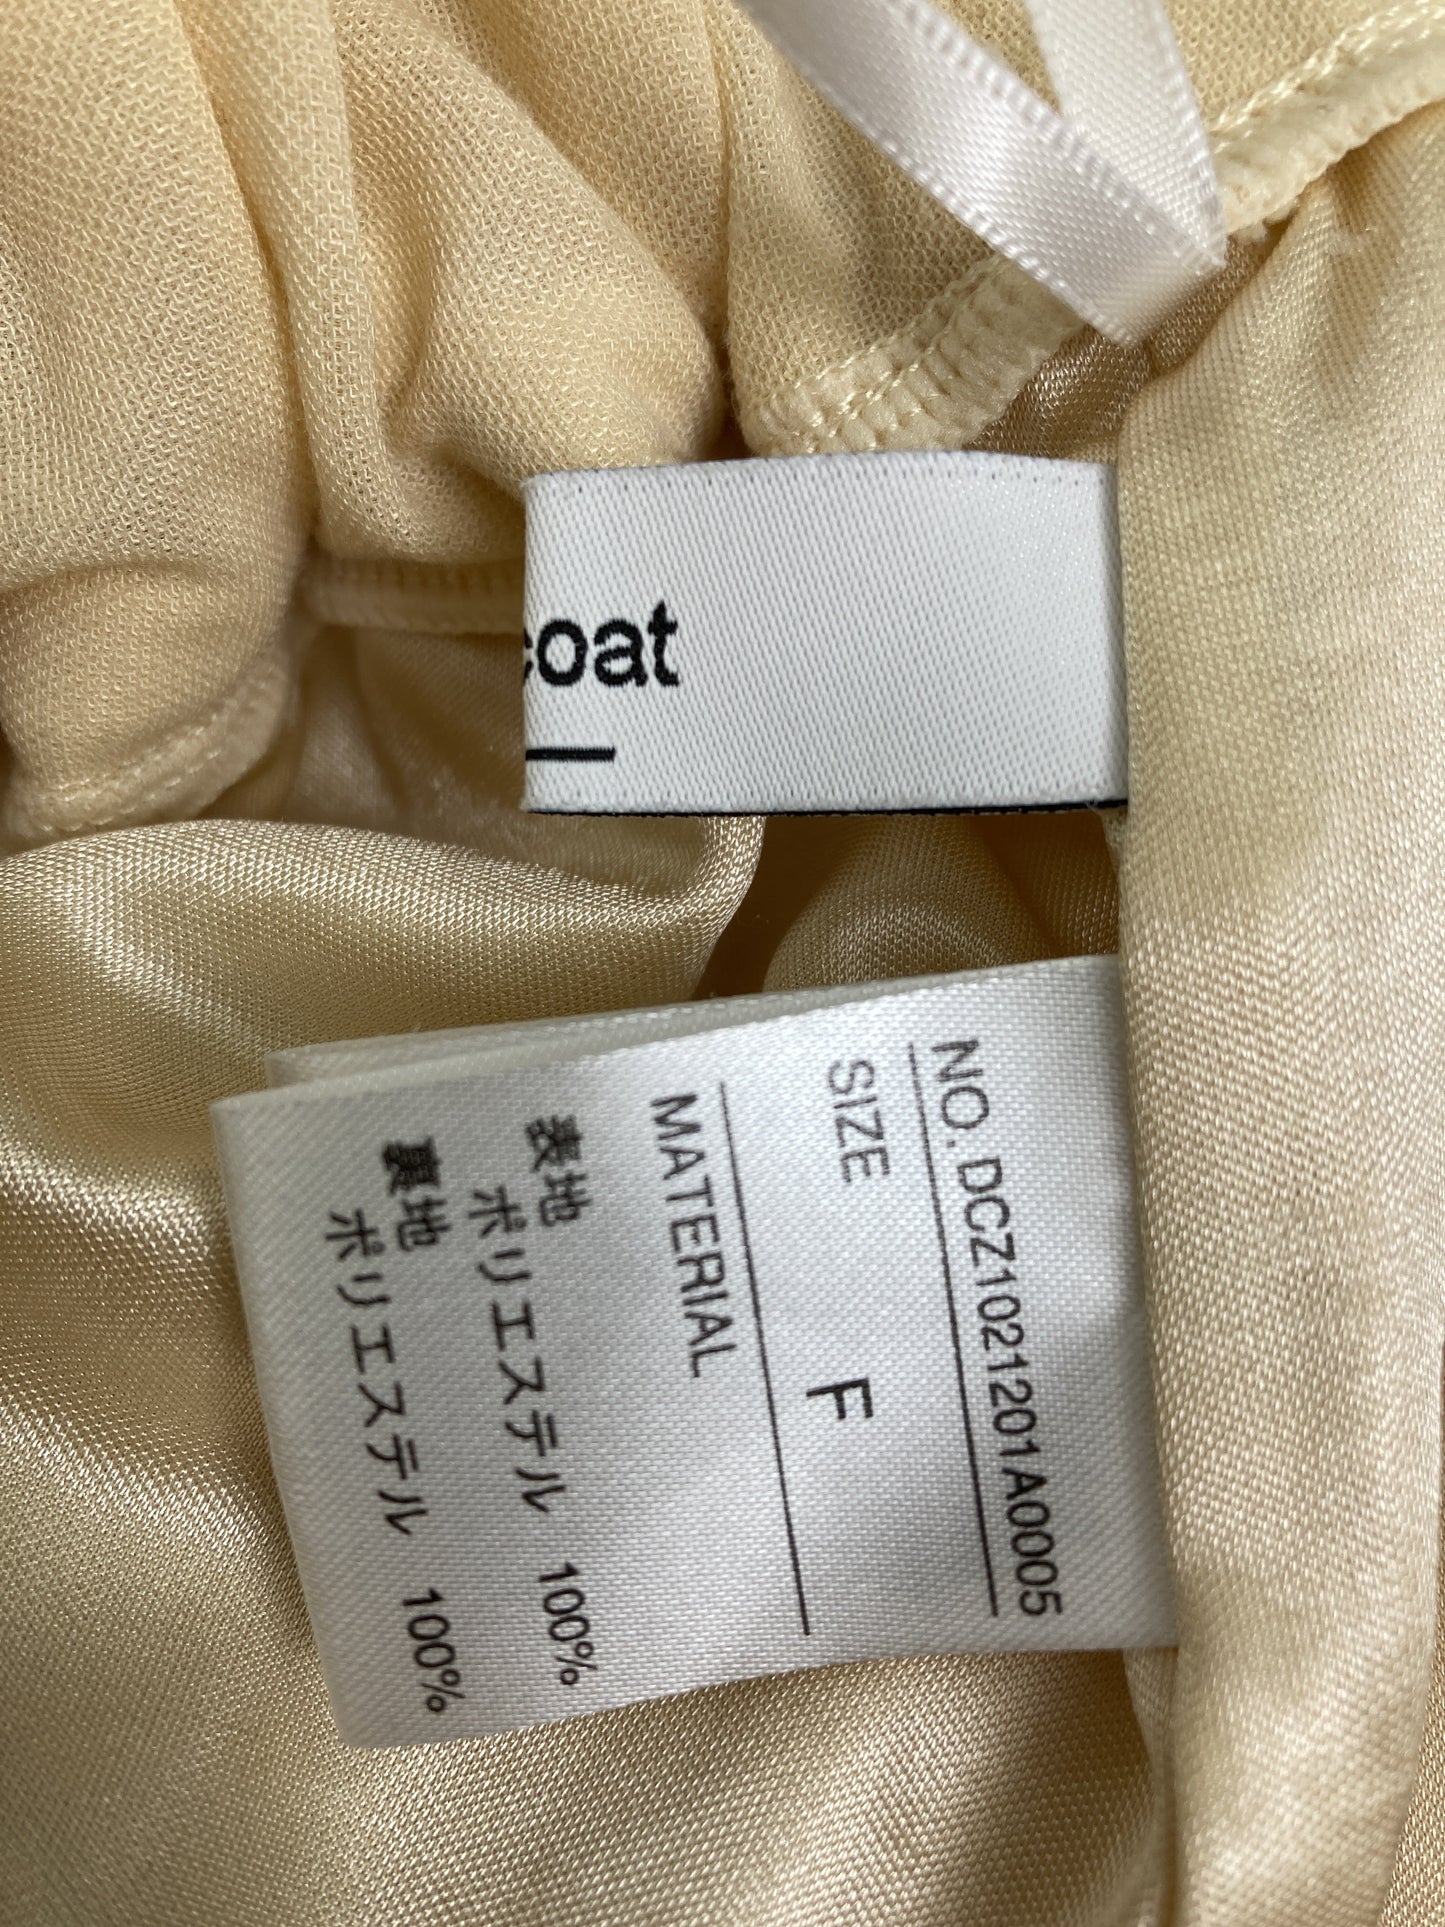 coat
NO.DCZ1021201A0005
SIZE F
MATERIAL
表地
ポリエステル 100%
裏地
ポリエステル 100%